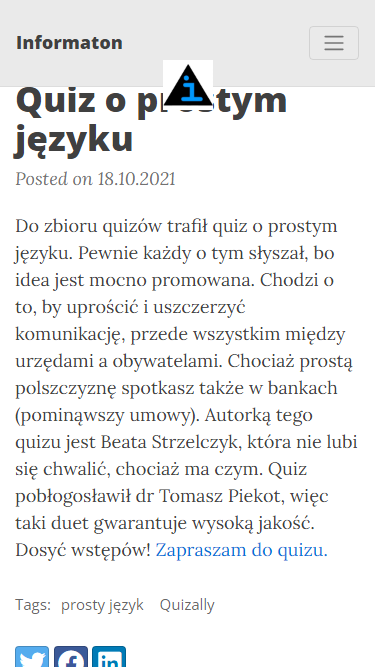 Informaton
Quiz o prostym
języku
Posted on 18.10.2021
Do zbioru quizów trafił quiz o prostym
języku. Pewnie każdy o tym słyszał, bo
idea jest mocno promowana. Chodzi o
to, by uprościć i uszczerzyć
komunikację, przede wszystkim między
urzędami a obywatelami. Chociaż prostą
polszczyznę spotkasz także w bankach
(pominąwszy umowy). Autorką tego
quizu jest Beata Strzelczyk, która nie lubi
się chwalić, chociaż ma czym. Quiz
pobłogosławił dr Tomasz Piekot, więc
taki duet gwarantuje wysoką jakość.
Dosyć wstępów! Zapraszam do quizu.
Tags: prosty język Quizally